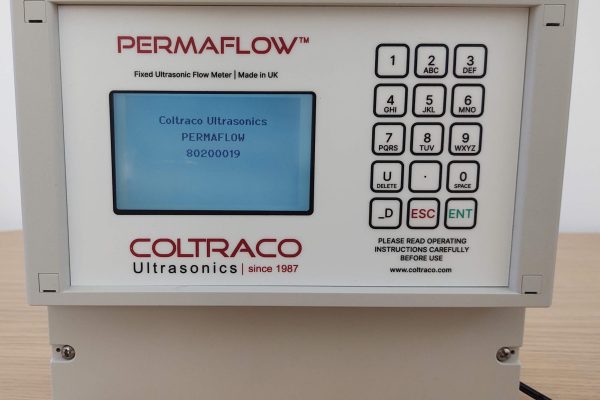 PERMAFLOW™
Fixed Ultrasonic Flow Meter | Made in UK
Coltraco Ultrasonics
PERMAFLOW
80200019
COLTRACO
Ultrasonics | since 1987
1
2
ABC
3
DEF
4
GHI
5
JKL
6
MNO
7
PQRS
8
TUV
9
WXYZ
U
DELETE
.
0
SPACE
_D
ESC
ENT
PLEASE READ OPERATING
INSTRUCTIONS CAREFULLY
BEFORE USE
www.coltraco.com